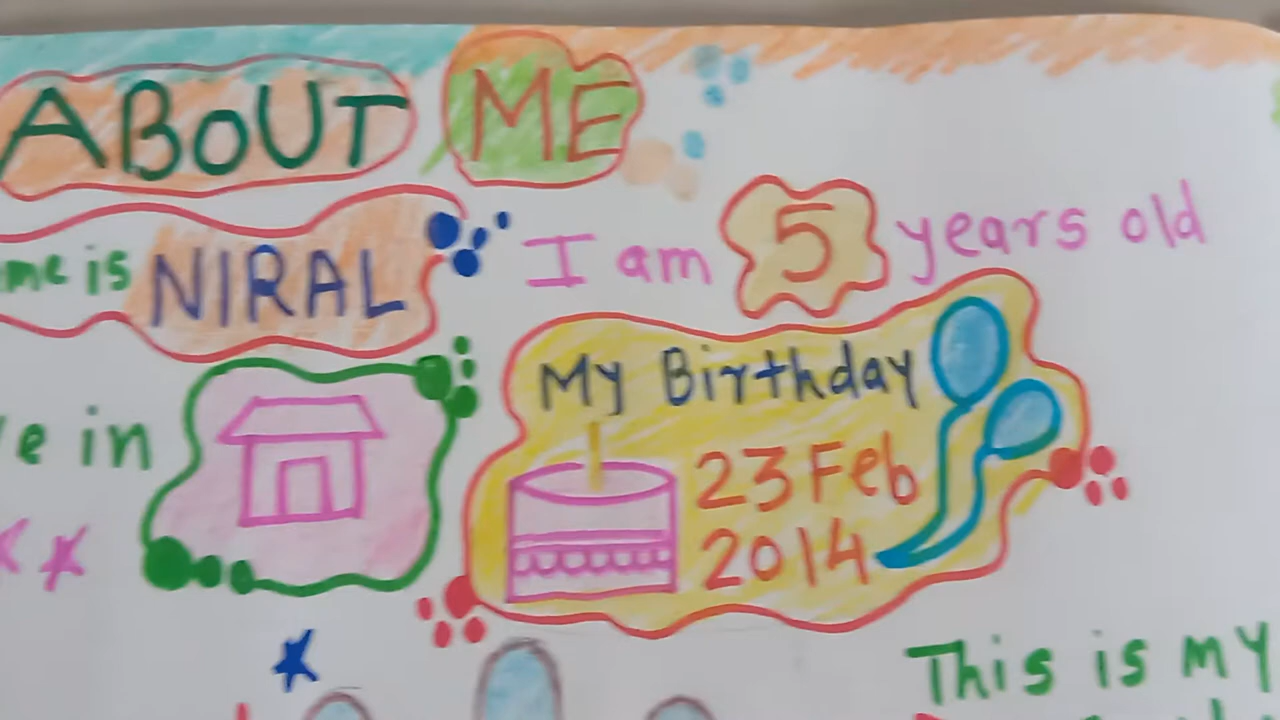 ABOUT ME
me is NIRAL
I am 5 years old
e in
My Birthday
23 Feb
2014
This is my